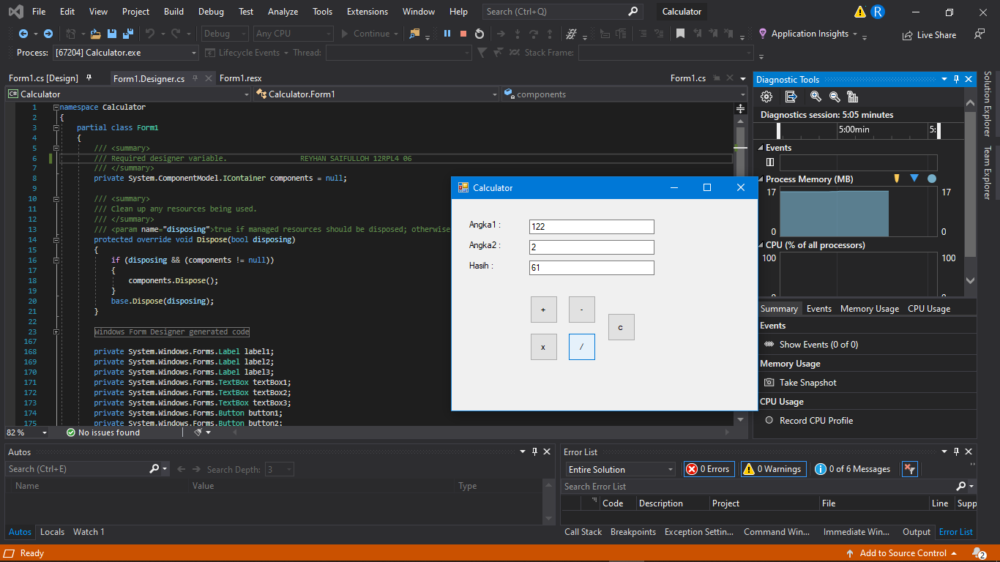 File Edit View Project Build Debug Test Analyze Tools Extensions Window Help Search (Ctrl+Q) Calculator R
Debug Any CPU Continue Application Insights Live Share
Process: [67204] Calculator.exe Lifecycle Events Thread: Stack Frame:
Form1.cs [Design] Form1.Designer.cs Form1.resx Form1.cs
C# Calculator Calculator.Form1 components
1 namespace Calculator
2 {
3 partial class Form1
4 {
5 /// <summary>
6 /// Required designer variable. REYHAN SAIFULLOH 12RPL4 06
7 /// </summary>
8 private System.ComponentModel.IContainer components = null;
9
10 /// <summary>
11 /// Clean up any resources being used.
12 /// </summary>
13 /// <param name="disposing">true if managed resources should be disposed; otherwise
14 protected override void Dispose(bool disposing)
15 {
16 if (disposing && (components != null))
17 {
18 components.Dispose();
19 }
20 base.Dispose(disposing);
21 }
22
23 Windows Form Designer generated code
167
168 private System.Windows.Forms.Label label1;
169 private System.Windows.Forms.Label label2;
170 private System.Windows.Forms.Label label3;
171 private System.Windows.Forms.TextBox textBox1;
172 private System.Windows.Forms.TextBox textBox2;
173 private System.Windows.Forms.TextBox textBox3;
174 private System.Windows.Forms.Button button1;
175 private System.Windows.Forms.Button button2;
82 % No issues found
Calculator
Angka1 : 122
Angka2 : 2
Hasih : 61
+ -
c
x /
Diagnostic Tools
Diagnostics session: 5:05 minutes
5:00min 5:
Events
Process Memory (MB)
17 17
0 0
CPU (% of all processors)
100 100
0 0
Summary Events Memory Usage CPU Usage
Events
Show Events (0 of 0)
Memory Usage
Take Snapshot
CPU Usage
Record CPU Profile
Solution Explorer
Team Explorer
Autos
Search (Ctrl+E) Search Depth: 3
Name Value Type
Autos Locals Watch 1
Error List
Entire Solution 0 Errors 0 Warnings 0 of 6 Messages
Search Error List
Code Description Project File Line Supp
Call Stack Breakpoints Exception Settin... Command Win... Immediate Win... Output Error List
Ready Add to Source Control 2